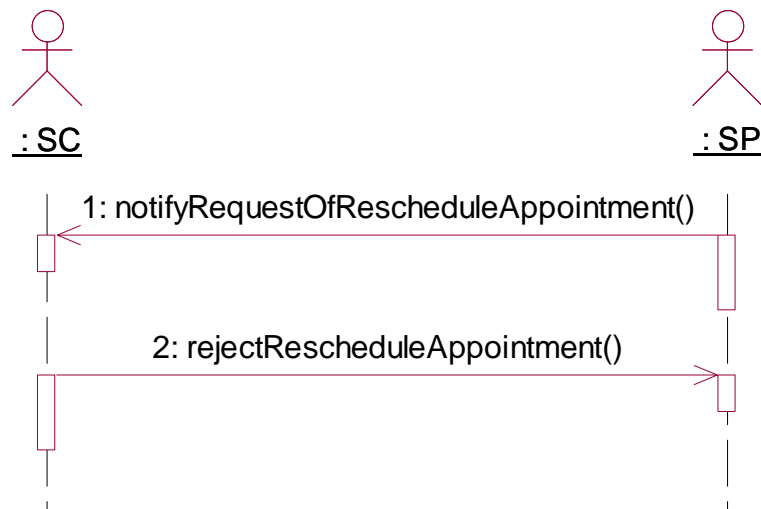 : SC
: SP
1: notifyRequestOfRescheduleAppointment()
2: rejectRescheduleAppointment()